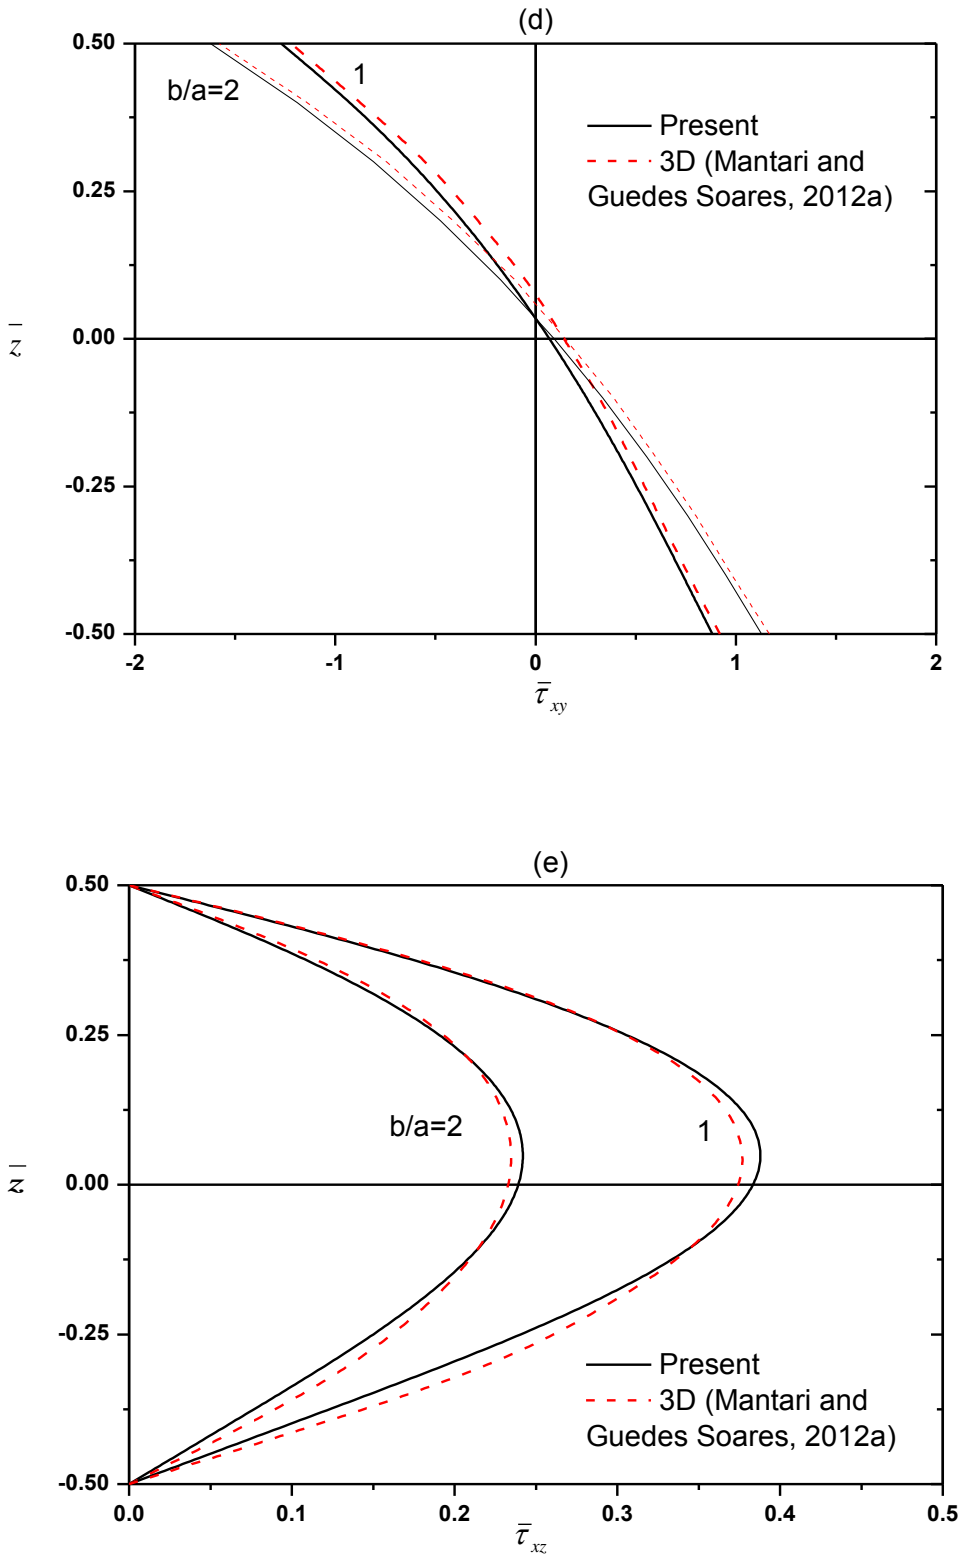 (d)
0.50
1
b/a=2
Present
3D (Mantari and
Guedes Soares, 2012a)
0.25
0.00
z̅
-0.25
-0.50
-2 -1 0 1 2
τ̅xy
(e)
0.50
0.25
b/a=2
1
z̅
0.00
-0.25
Present
3D (Mantari and
Guedes Soares, 2012a)
-0.50
0.0 0.1 0.2 0.3 0.4 0.5
τ̅xz